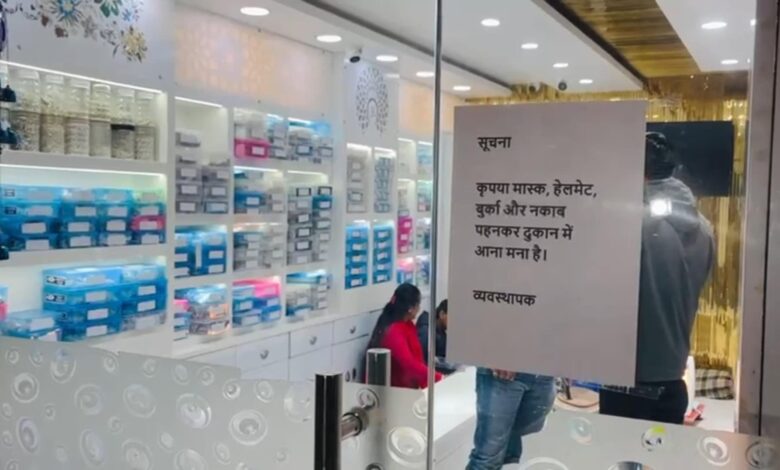 सूचना
कृपया मास्क, हेलमेट,
बुर्का और नकाब
पहनकर दुकान में
आना मना है।
व्यवस्थापक